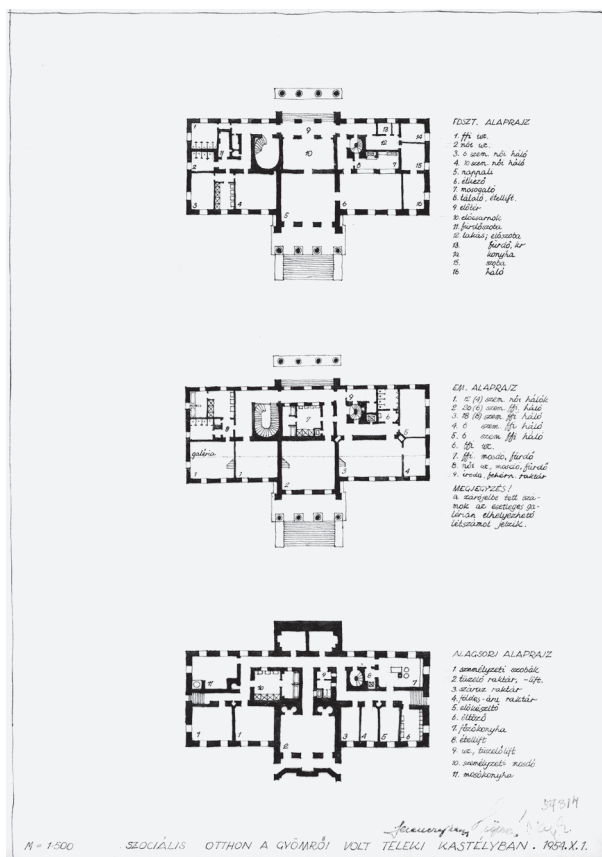 FDSZT. ALAPRAJZ
1. ffi wc.
2. női wc.
3. 6 szem. női háló
4. 10 szem. női háló
5. nappali
6. étkező
7. mosogató
8. tálaló, étellift.
9. előtér
10. előcsarnok
11. fürdőszoba
12. lakás; előszoba
13. fürdő, kr
14. konyha
15. szoba
16. háló
EM. ALAPRAJZ
1. 12 (4) szem. női hálók
2. 20 (6) szem. ffi háló
3. 18 (8) szem. ffi háló
4. 6 szem. ffi háló
5. 6 szem ffi háló
6. ffi wc.
7. ffi. mosdó, fürdő
8. női wc, mosdó, fürdő
9. iroda, fehérn. raktár
MEGJEGYZÉS!
a zárójelbe tett szá-
mok az esetleges ga-
lérián elhelyezhető
létszámot jelzik.
galéria
ALAGSORI ALAPRAJZ
1. személyzeti szobák
2. tüzelő raktár, -lift.
3. száraz raktár
4. földes-áru raktár
5. előkészítő
6. öltöző
7. főzőkonyha
8. étellift
9. wc, tüzelőlift
10. személyzeti mosdó
11. mosókonyha
M = 1:500 SZOCIÁLIS OTTHON A GYÖMRŐI VOLT TELEKI KASTÉLYBAN. 1954.X.1.